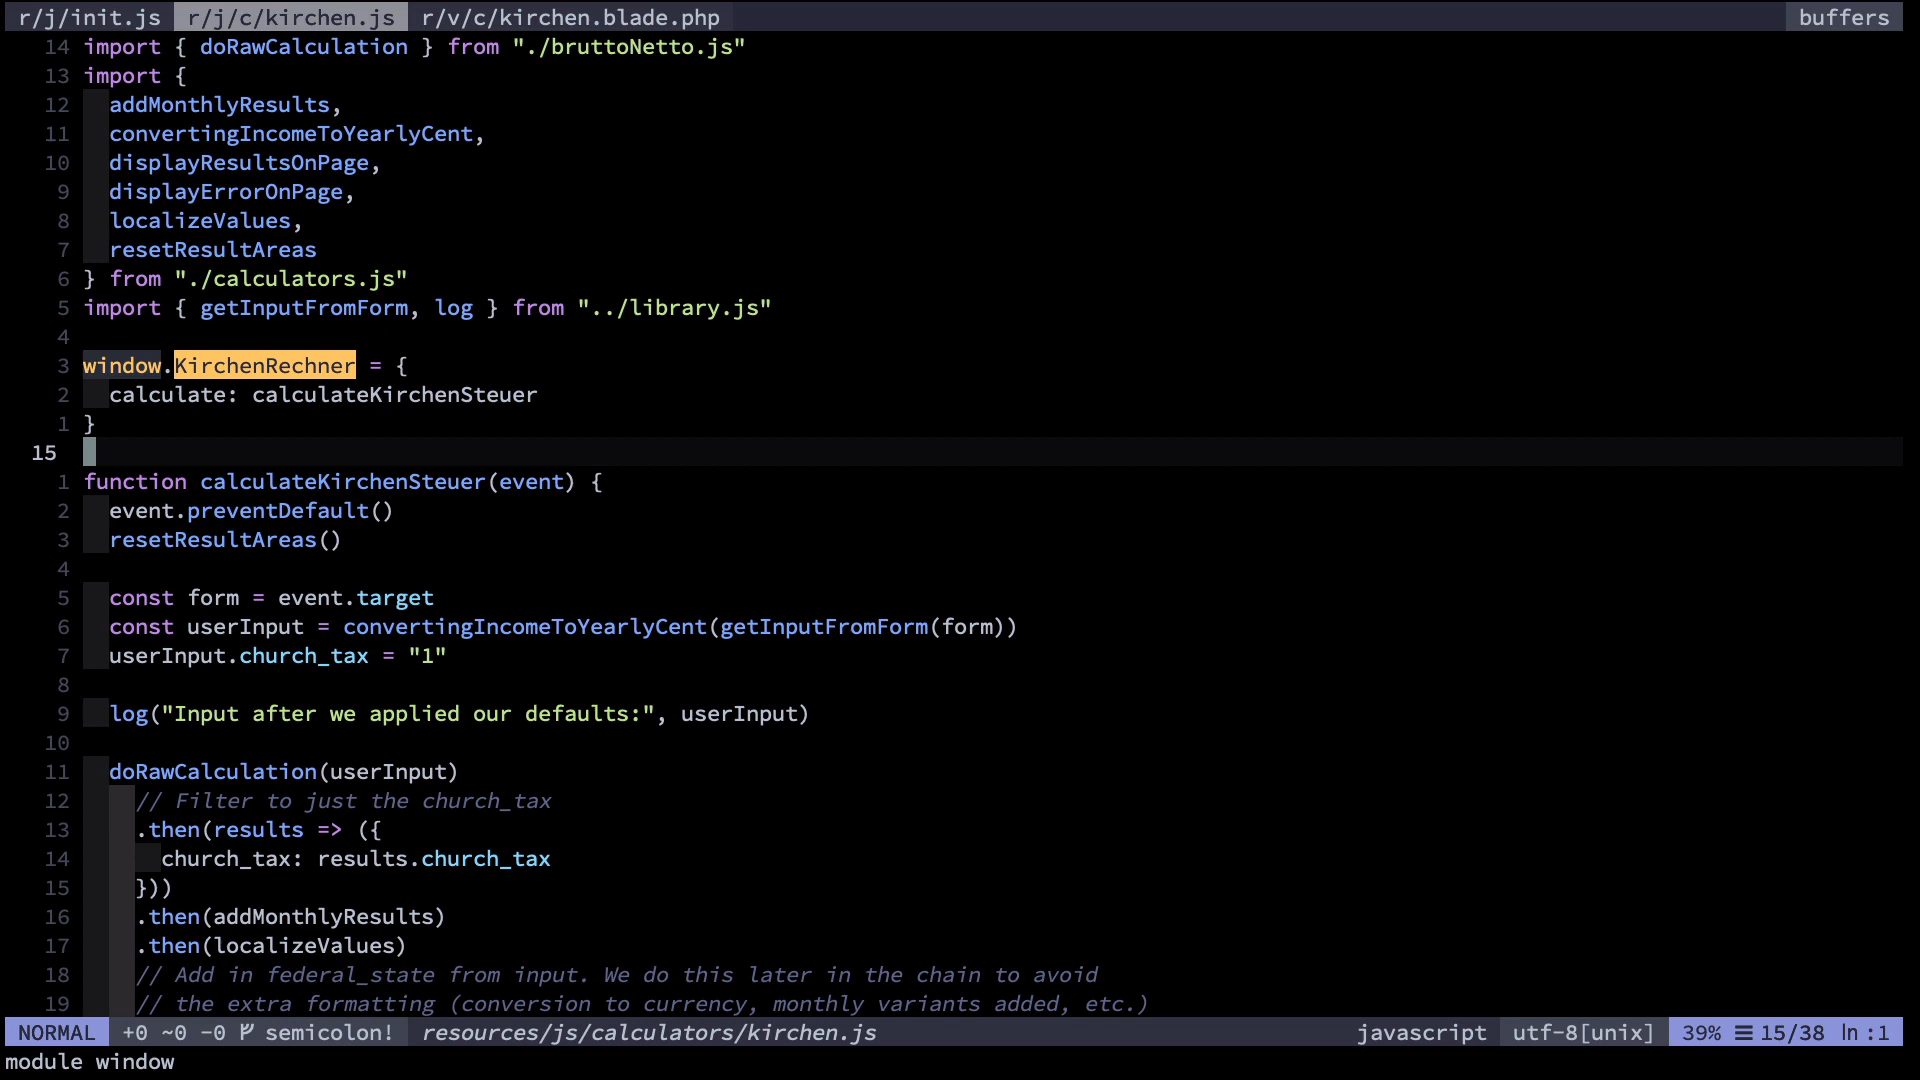 r/j/init.js r/j/c/kirchen.js r/v/c/kirchen.blade.php buffers
14 import { doRawCalculation } from "./bruttoNetto.js"
13 import {
12 addMonthlyResults,
11 convertingIncomeToYearlyCent,
10 displayResultsOnPage,
9 displayErrorOnPage,
8 localizeValues,
7 resetResultAreas
6 } from "./calculators.js"
5 import { getInputFromForm, log } from "../library.js"
4
3 window.KirchenRechner = {
2 calculate: calculateKirchenSteuer
1 }
15
1 function calculateKirchenSteuer(event) {
2 event.preventDefault()
3 resetResultAreas()
4
5 const form = event.target
6 const userInput = convertingIncomeToYearlyCent(getInputFromForm(form))
7 userInput.church_tax = "1"
8
9 log("Input after we applied our defaults:", userInput)
10
11 doRawCalculation(userInput)
12 // Filter to just the church_tax
13 .then(results => ({
14 church_tax: results.church_tax
15 }))
16 .then(addMonthlyResults)
17 .then(localizeValues)
18 // Add in federal_state from input. We do this later in the chain to avoid
19 // the extra formatting (conversion to currency, monthly variants added, etc.)
NORMAL +0 ~0 -0 semicolon! resources/js/calculators/kirchen.js javascript utf-8[unix] 39% ☰ 15/38 ln :1
module window